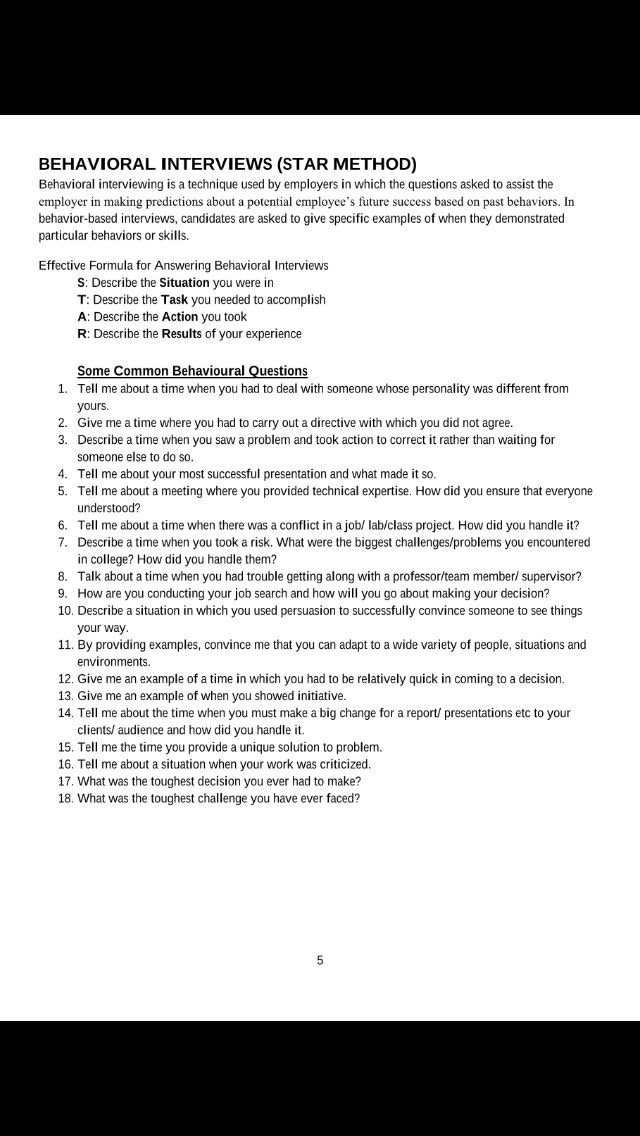 BEHAVIORAL INTERVIEWS (STAR METHOD)
Behavioral interviewing is a technique used by employers in which the questions asked to assist the
employer in making predictions about a potential employee's future success based on past behaviors. In
behavior-based interviews, candidates are asked to give specific examples of when they demonstrated
particular behaviors or skills.
Effective Formula for Answering Behavioral Interviews
S: Describe the Situation you were in
T: Describe the Task you needed to accomplish
A: Describe the Action you took
R: Describe the Results of your experience
Some Common Behavioural Questions
1. Tell me about a time when you had to deal with someone whose personality was different from
yours.
2. Give me a time where you had to carry out a directive with which you did not agree.
3. Describe a time when you saw a problem and took action to correct it rather than waiting for
someone else to do so.
4. Tell me about your most successful presentation and what made it so.
5. Tell me about a meeting where you provided technical expertise. How did you ensure that everyone
understood?
6. Tell me about a time when there was a conflict in a job/ lab/class project. How did you handle it?
7. Describe a time when you took a risk. What were the biggest challenges/problems you encountered
in college? How did you handle them?
8. Talk about a time when you had trouble getting along with a professor/team member/ supervisor?
9. How are you conducting your job search and how will you go about making your decision?
10. Describe a situation in which you used persuasion to successfully convince someone to see things
your way.
11. By providing examples, convince me that you can adapt to a wide variety of people, situations and
environments.
12. Give me an example of a time in which you had to be relatively quick in coming to a decision.
13. Give me an example of when you showed initiative.
14. Tell me about the time when you must make a big change for a report/ presentations etc to your
clients/ audience and how did you handle it.
15. Tell me the time you provide a unique solution to problem.
16. Tell me about a situation when your work was criticized.
17. What was the toughest decision you ever had to make?
18. What was the toughest challenge you have ever faced?
5